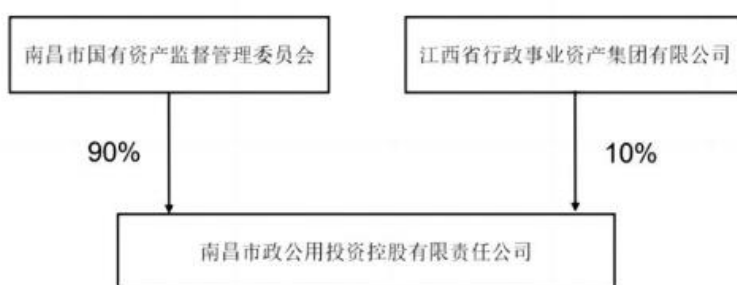 南昌市国有资产监督管理委员会
江西省行政事业资产集团有限公司
90%
10%
南昌市政公用投资控股有限责任公司